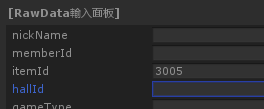 [RawData输入面板]
nickName
memberId
itemId 3005
hallId
gameType